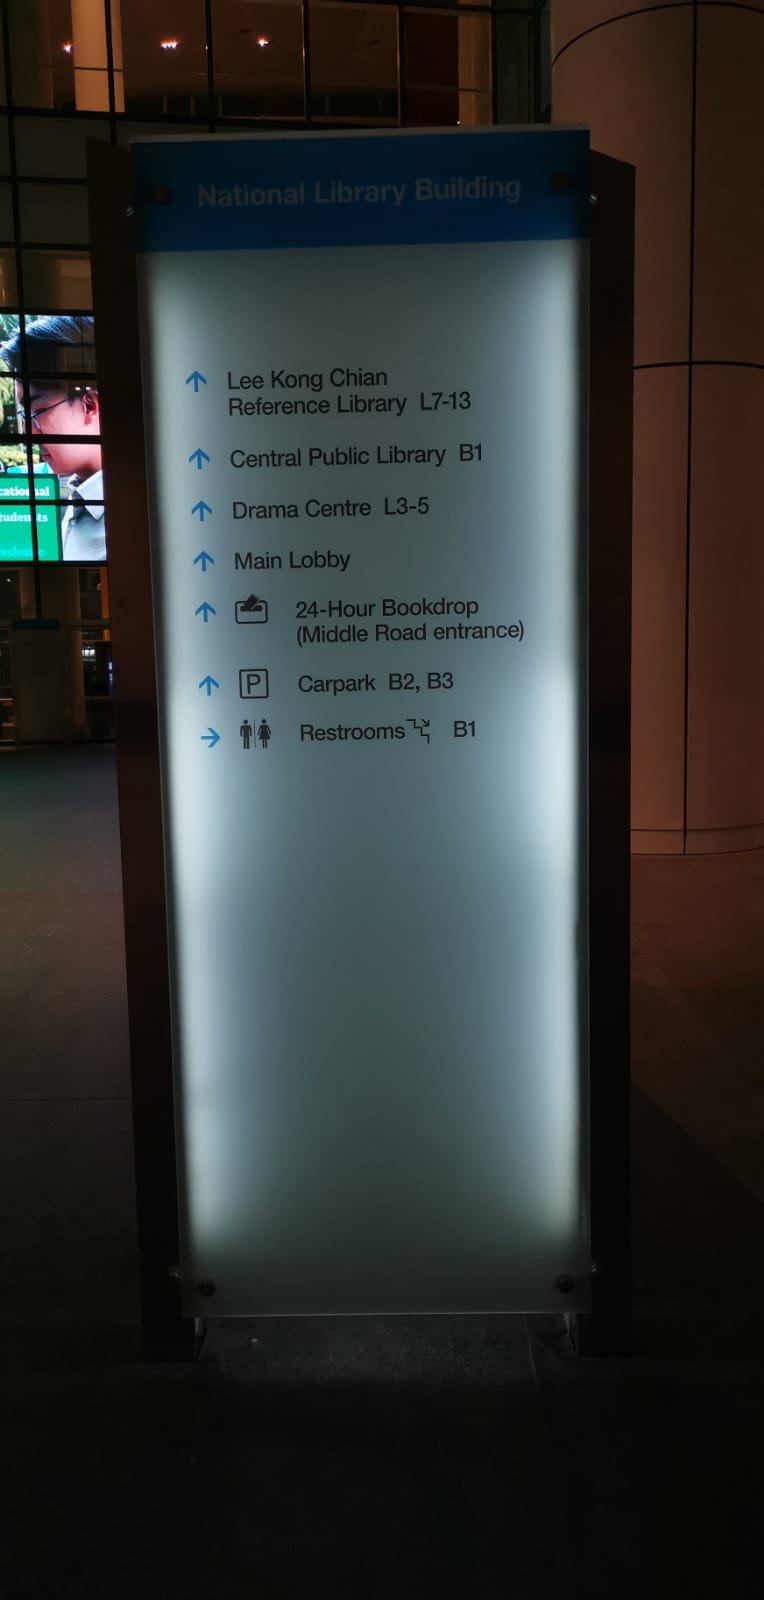 National Library Building
Lee Kong Chian
Reference Library L7-13
Central Public Library B1
Drama Centre L3-5
Main Lobby
24-Hour Bookdrop
(Middle Road entrance)
P Carpark B2, B3
Restrooms B1